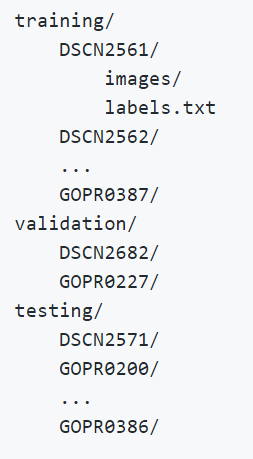 training/
    DSCN2561/
        images/
        labels.txt
    DSCN2562/
    ...
    GOPR0387/
validation/
    DSCN2682/
    GOPR0227/
testing/
    DSCN2571/
    GOPR0200/
    ...
    GOPR0386/